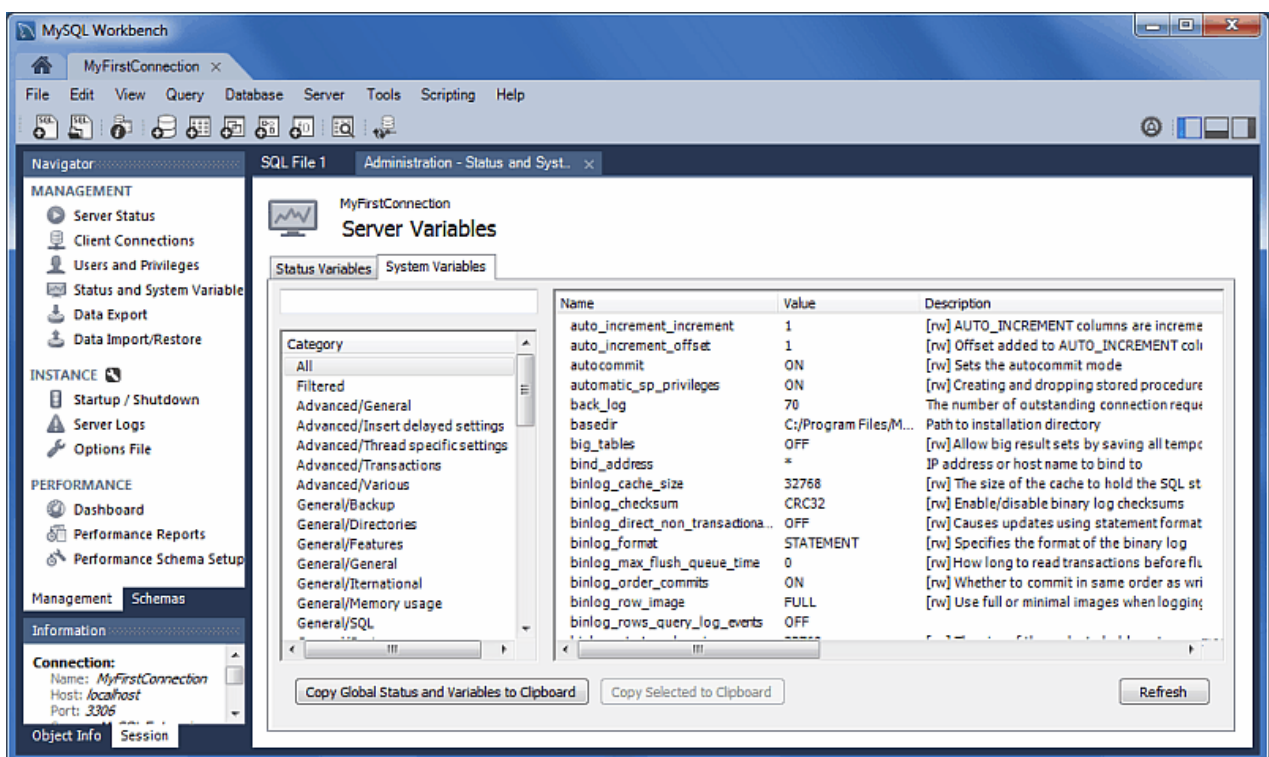 MySQL Workbench
MyFirstConnection ×
File Edit View Query Database Server Tools Scripting Help
Navigator
MANAGEMENT
Server Status
Client Connections
Users and Privileges
Status and System Variable
Data Export
Data Import/Restore
INSTANCE
Startup / Shutdown
Server Logs
Options File
PERFORMANCE
Dashboard
Performance Reports
Performance Schema Setup
Management Schemas
Information
Connection:
Name: MyFirstConnection
Host: localhost
Port: 3306
Object Info Session
SQL File 1 Administration - Status and Syst.. ×
MyFirstConnection
Server Variables
Status Variables System Variables
Category
All
Filtered
Advanced/General
Advanced/Insert delayed settings
Advanced/Thread specific settings
Advanced/Transactions
Advanced/Various
General/Backup
General/Directories
General/Features
General/General
General/Iternational
General/Memory usage
General/SQL
Name Value Description
auto_increment_increment 1 [rw] AUTO_INCREMENT columns are increme
auto_increment_offset 1 [rw] Offset added to AUTO_INCREMENT colu
autocommit ON [rw] Sets the autocommit mode
automatic_sp_privileges ON [rw] Creating and dropping stored procedure
back_log 70 The number of outstanding connection reque
basedir C:/Program Files/M... Path to installation directory
big_tables OFF [rw] Allow big result sets by saving all tempo
bind_address * IP address or host name to bind to
binlog_cache_size 32768 [rw] The size of the cache to hold the SQL st
binlog_checksum CRC32 [rw] Enable/disable binary log checksums
binlog_direct_non_transactiona... OFF [rw] Causes updates using statement format
binlog_format STATEMENT [rw] Specifies the format of the binary log
binlog_max_flush_queue_time 0 [rw] How long to read transactions before flu
binlog_order_commits ON [rw] Whether to commit in same order as wri
binlog_row_image FULL [rw] Use full or minimal images when logging
binlog_rows_query_log_events OFF
Copy Global Status and Variables to Clipboard Copy Selected to Clipboard Refresh